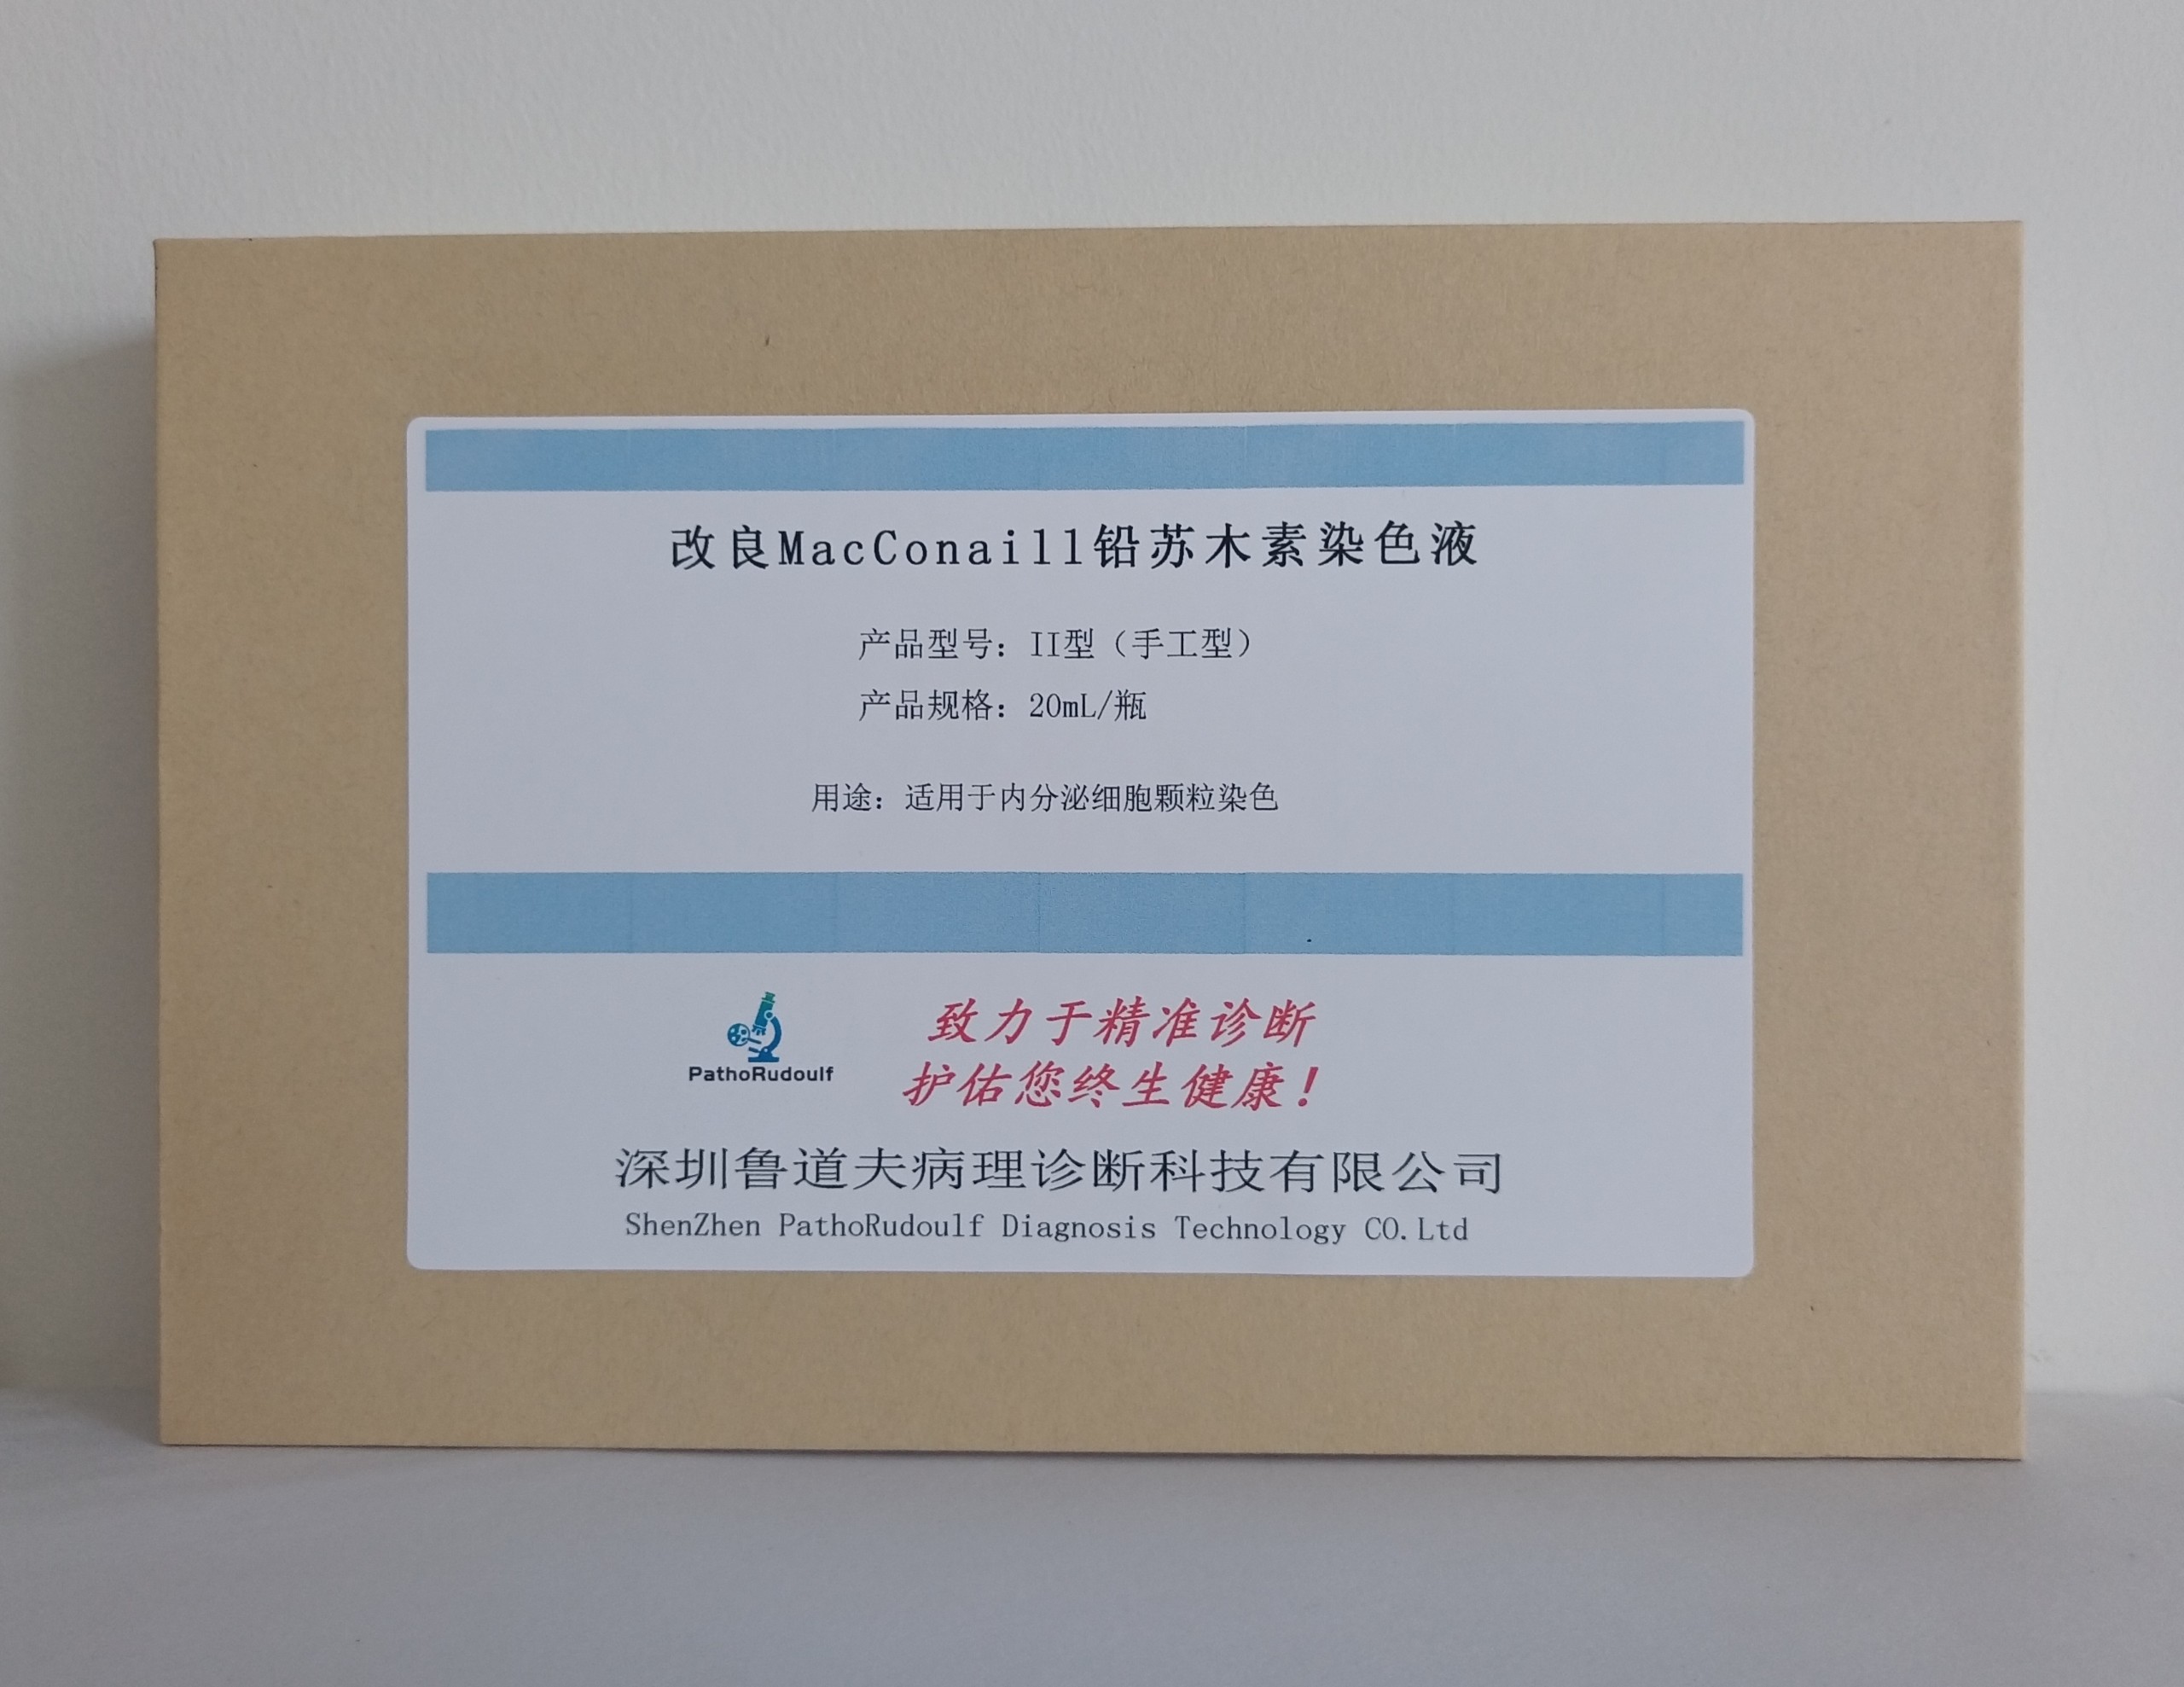 改良MacConaill铅苏木素染色液
产品型号：II型（手工型）
产品规格：20mL/瓶
用途：适用于内分泌细胞颗粒染色
PathoRudoulf
致力于精准诊断
护佑您终生健康！
深圳鲁道夫病理诊断科技有限公司
ShenZhen PathoRudoulf Diagnosis Technology CO.Ltd